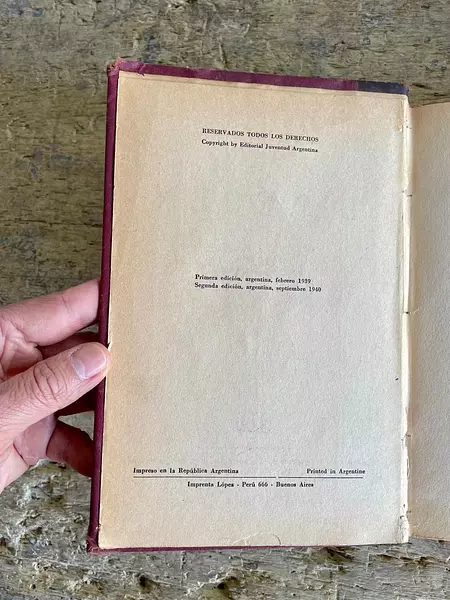 RESERVADOS TODOS LOS DERECHOS
Copyright by Editorial Juventud Argentina
Primera edición, argentina, febrero 1939
Segunda edición, argentina, septiembre 1940
Impreso en la República Argentina Printed in Argentine
Imprenta López - Perú 666 - Buenos Aires